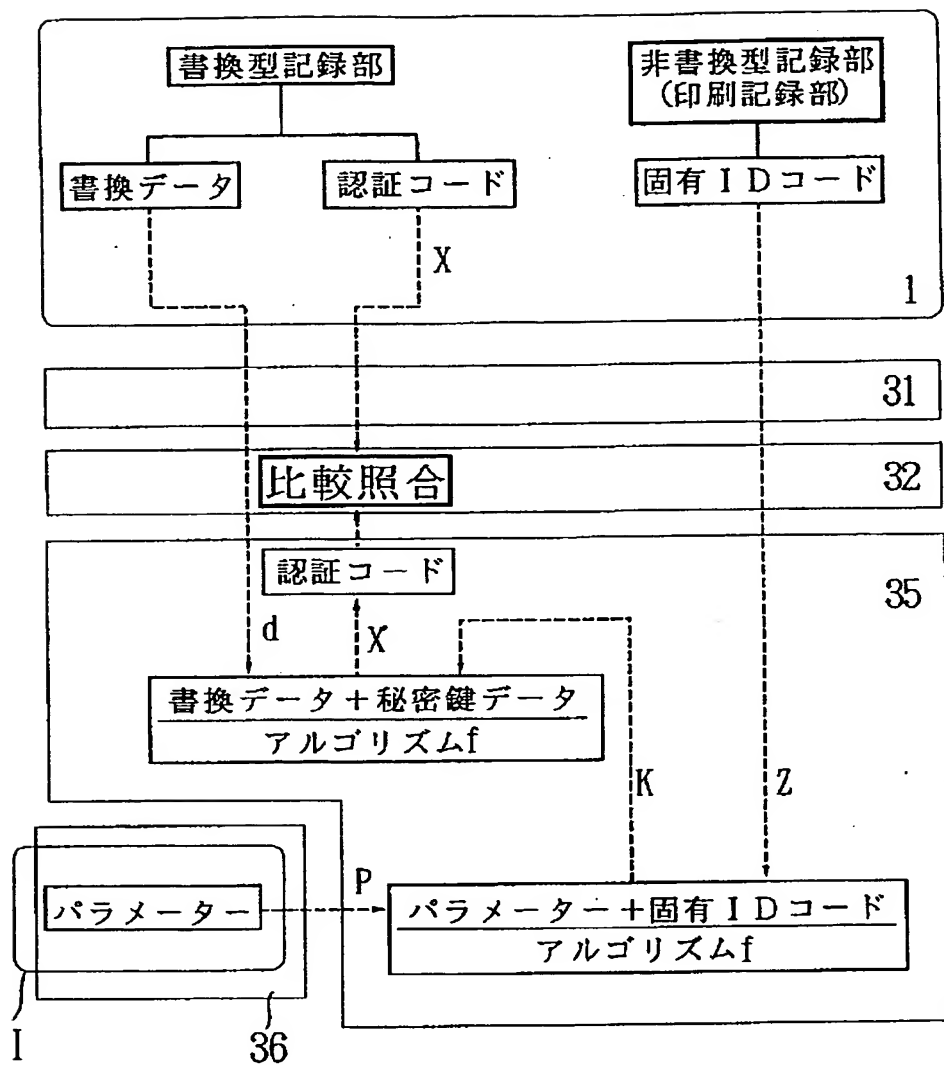 書換型記録部
非書換型記録部
(印刷記録部)
書換データ
認証コード
固有IDコード
X
1
31
比較照合
32
認証コード
35
d
X
書換データ+秘密鍵データ
アルゴリズムf
K
Z
パラメーター
P
パラメーター+固有IDコード
アルゴリズムf
I
36